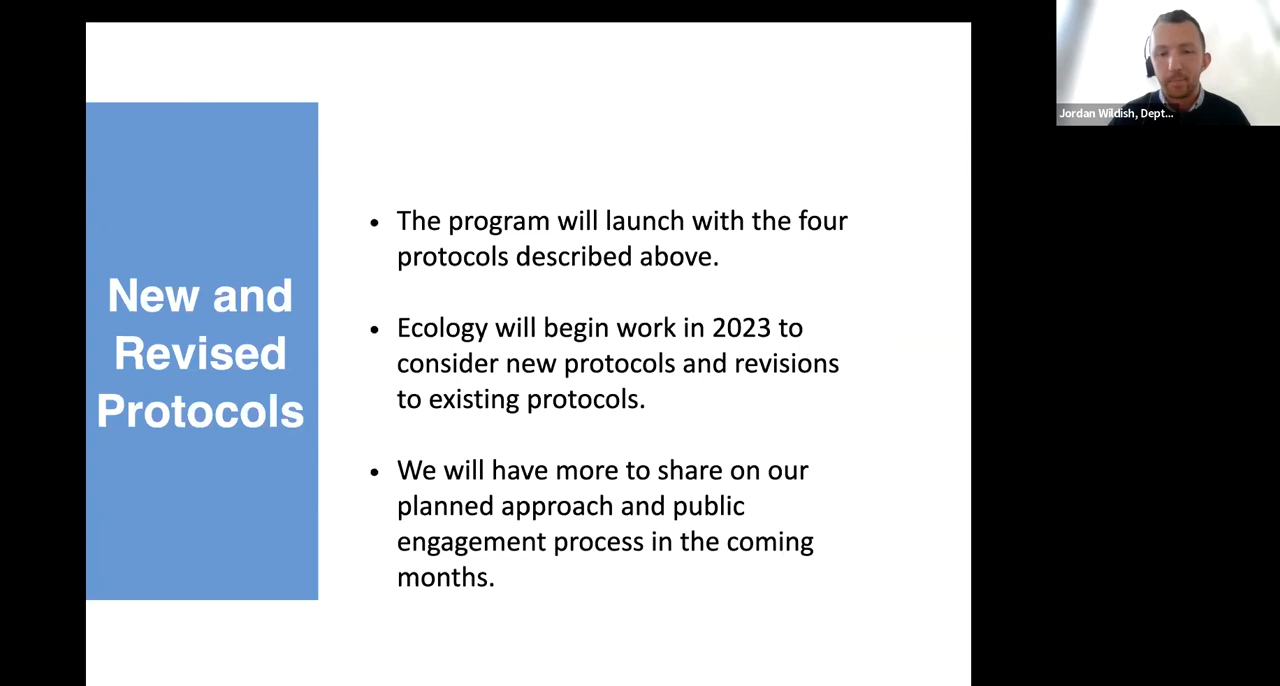 New and
Revised
Protocols
• The program will launch with the four
protocols described above.
• Ecology will begin work in 2023 to
consider new protocols and revisions
to existing protocols.
• We will have more to share on our
planned approach and public
engagement process in the coming
months.
Jordan Wildish, Dept...